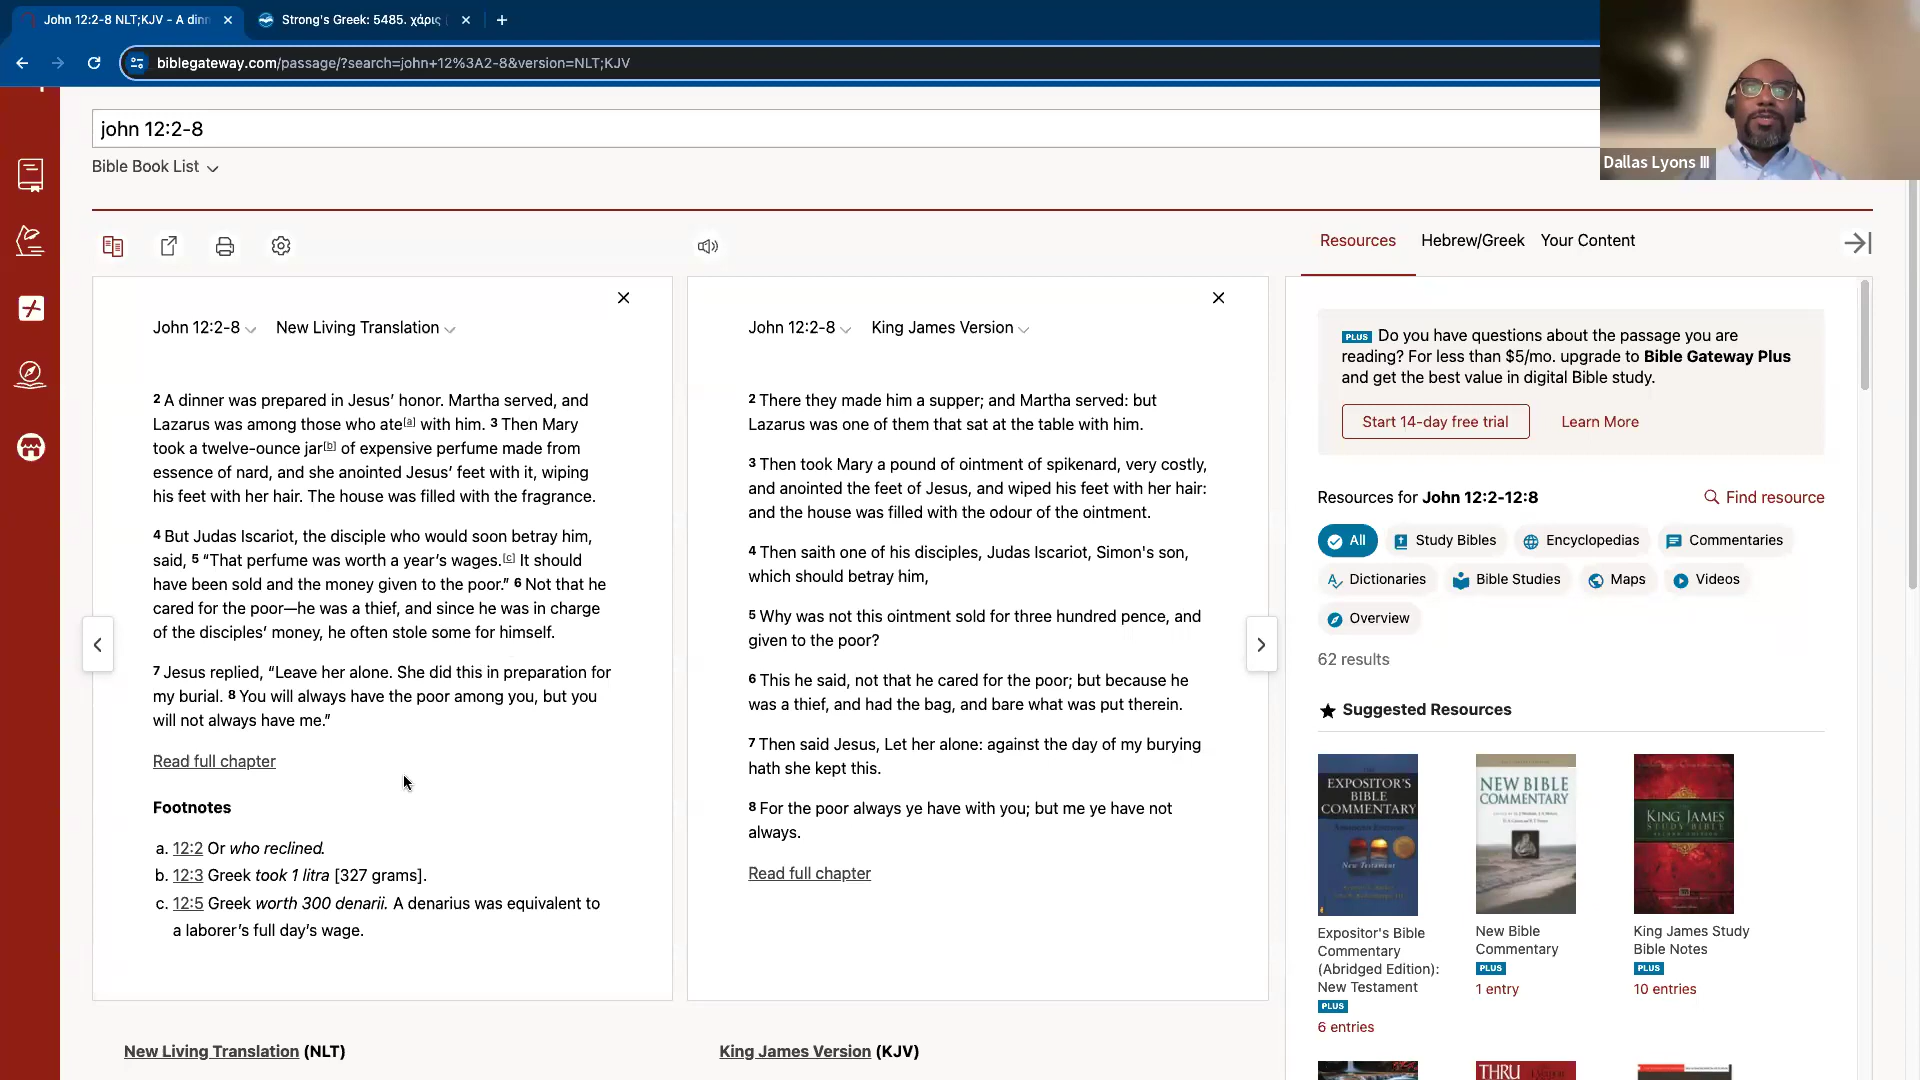 John 12:2-8 NLT;KJV - A dinn
Strong's Greek: 5485. χάρις
biblegateway.com/passage/?search=john+12%3A2-8&version=NLT;KJV
Dallas Lyons III
john 12:2-8
Bible Book List
Resources
Hebrew/Greek
Your Content
John 12:2-8
New Living Translation
2 A dinner was prepared in Jesus’ honor. Martha served, and
Lazarus was among those who ate[a] with him. 3 Then Mary
took a twelve-ounce jar[b] of expensive perfume made from
essence of nard, and she anointed Jesus’ feet with it, wiping
his feet with her hair. The house was filled with the fragrance.
4 But Judas Iscariot, the disciple who would soon betray him,
said, 5 “That perfume was worth a year’s wages.[c] It should
have been sold and the money given to the poor.” 6 Not that he
cared for the poor—he was a thief, and since he was in charge
of the disciples’ money, he often stole some for himself.
7 Jesus replied, “Leave her alone. She did this in preparation for
my burial. 8 You will always have the poor among you, but you
will not always have me.”
Read full chapter
Footnotes
a. 12:2 Or who reclined.
b. 12:3 Greek took 1 litra [327 grams].
c. 12:5 Greek worth 300 denarii. A denarius was equivalent to
a laborer’s full day’s wage.
New Living Translation (NLT)
John 12:2-8
King James Version
2 There they made him a supper; and Martha served: but
Lazarus was one of them that sat at the table with him.
3 Then took Mary a pound of ointment of spikenard, very costly,
and anointed the feet of Jesus, and wiped his feet with her hair:
and the house was filled with the odour of the ointment.
4 Then saith one of his disciples, Judas Iscariot, Simon's son,
which should betray him,
5 Why was not this ointment sold for three hundred pence, and
given to the poor?
6 This he said, not that he cared for the poor; but because he
was a thief, and had the bag, and bare what was put therein.
7 Then said Jesus, Let her alone: against the day of my burying
hath she kept this.
8 For the poor always ye have with you; but me ye have not
always.
Read full chapter
King James Version (KJV)
PLUS Do you have questions about the passage you are
reading? For less than $5/mo. upgrade to Bible Gateway Plus
and get the best value in digital Bible study.
Start 14-day free trial
Learn More
Resources for John 12:2-12:8
Find resource
All
Study Bibles
Encyclopedias
Commentaries
Dictionaries
Bible Studies
Maps
Videos
Overview
62 results
Suggested Resources
EXPOSITOR'S
BIBLE
COMMENTARY
New Testament
NEW BIBLE
COMMENTARY
KING JAMES
STUDY BIBLE
Expositor's Bible
Commentary
(Abridged Edition):
New Testament
PLUS
6 entries
New Bible
Commentary
PLUS
1 entry
King James Study
Bible Notes
PLUS
10 entries
THRU